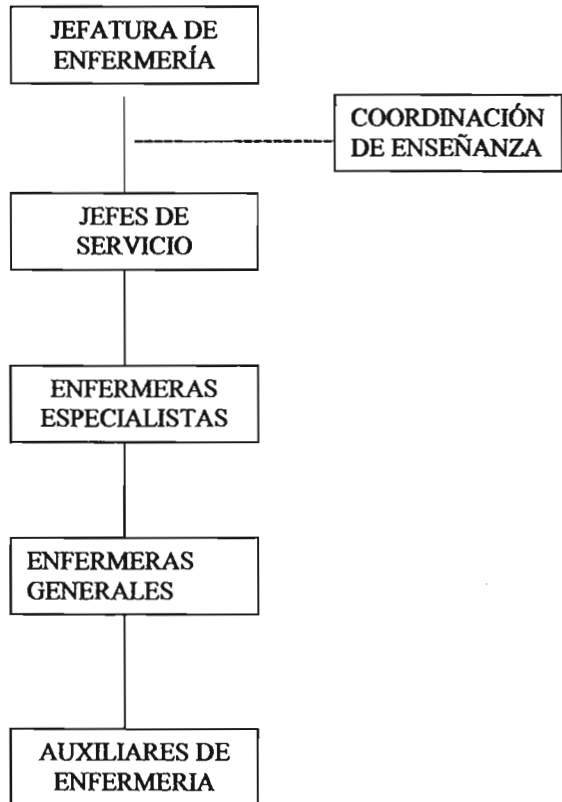 JEFATURA DE
ENFERMERÍA
COORDINACIÓN
DE ENSEÑANZA
JEFES DE
SERVICIO
ENFERMERAS
ESPECIALISTAS
ENFERMERAS
GENERALES
AUXILIARES DE
ENFERMERIA